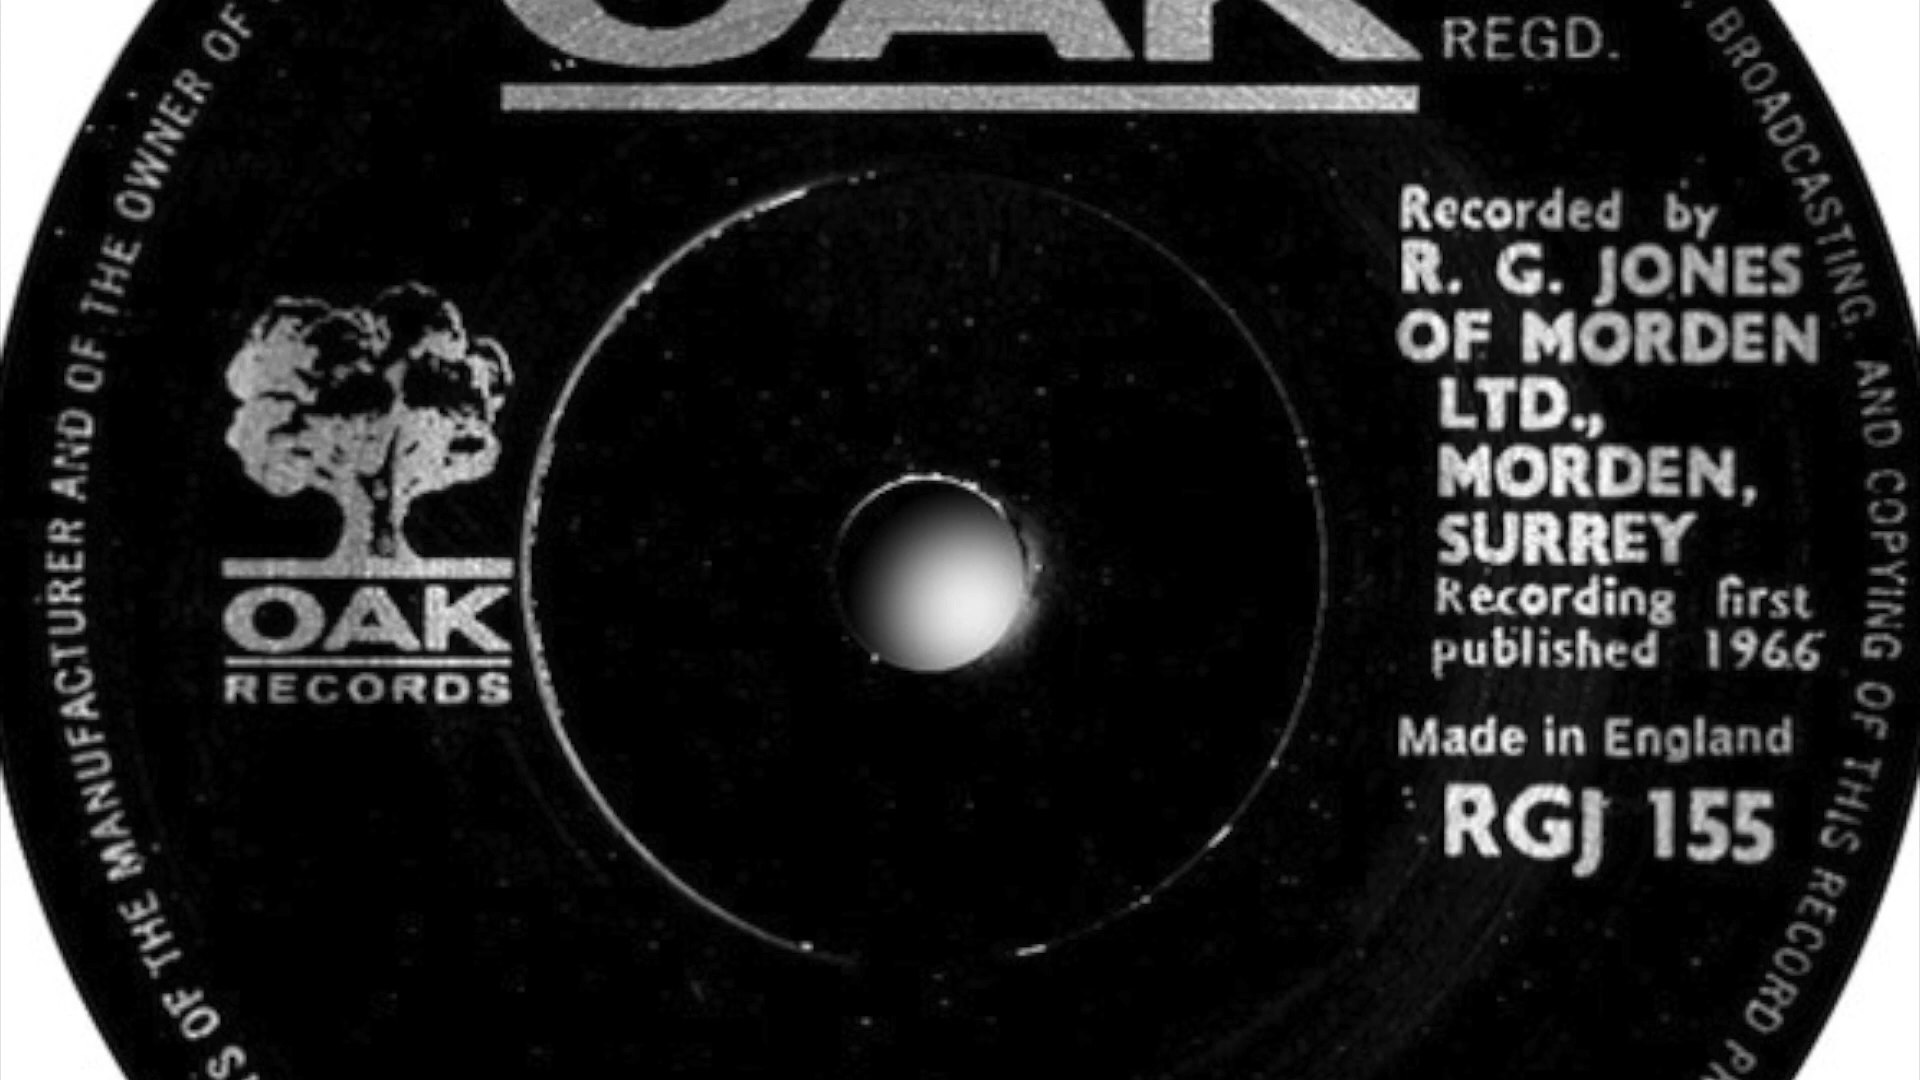 OAK
REGD.
S OF THE MANUFACTURER AND OF THE OWNER OF
BROADCASTING. AND COPYING OF THIS RECORD
OAK
RECORDS
Recorded by
R. G. JONES
OF MORDEN
LTD.,
MORDEN,
SURREY
Recording first
published 1966
Made in England
RGJ 155